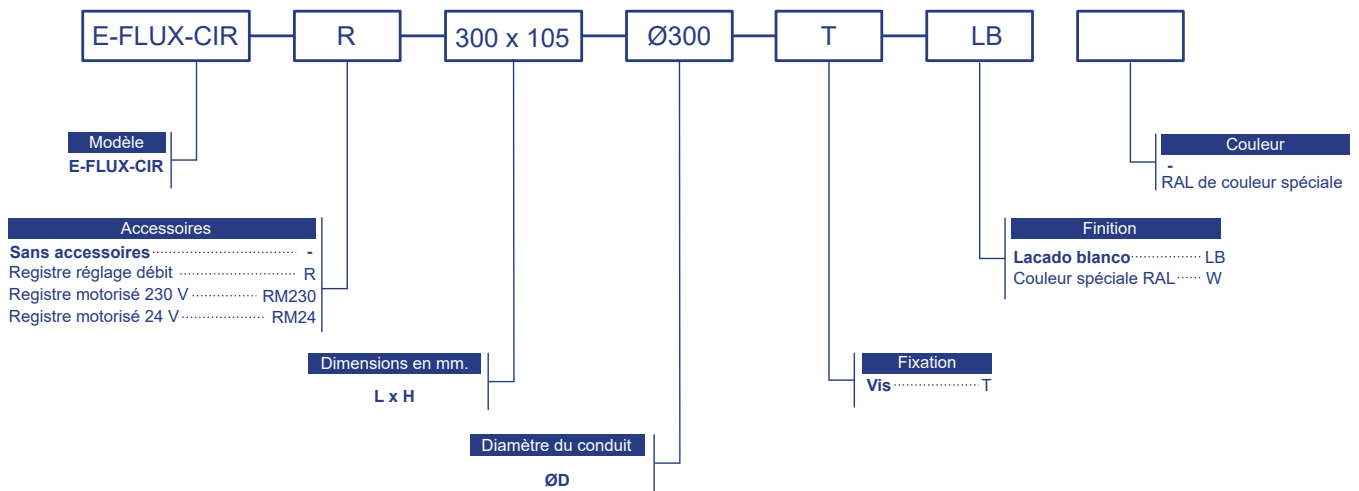 E-FLUX-CIR R 300 x 105 Ø300 T LB
Modèle
E-FLUX-CIR
Couleur
-
RAL de couleur spéciale
Accessoires
Sans accessoires -
Registre réglage débit R
Registre motorisé 230 V RM230
Registre motorisé 24 V RM24
Finition
Lacado blanco LB
Couleur spéciale RAL W
Dimensions en mm.
L x H
Fixation
Vis T
Diamètre du conduit
ØD